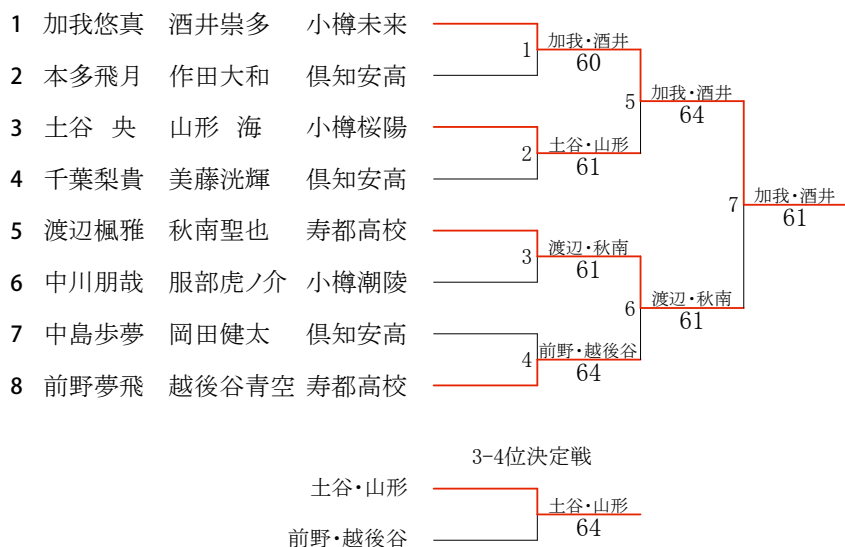 1 加我悠真 酒井崇多 小樽未来
2 本多飛月 作田大和 倶知安高
3 土谷 央 山形 海 小樽桜陽
4 千葉梨貴 美藤洸輝 倶知安高
5 渡辺楓雅 秋南聖也 寿都高校
6 中川朋哉 服部虎ノ介 小樽潮陵
7 中島歩夢 岡田健太 倶知安高
8 前野夢飛 越後谷青空 寿都高校
1 加我・酒井
60
2 土谷・山形
61
3 渡辺・秋南
61
4 前野・越後谷
64
5 加我・酒井
64
6 渡辺・秋南
61
7 加我・酒井
61
3-4位決定戦
土谷・山形
前野・越後谷
土谷・山形
64